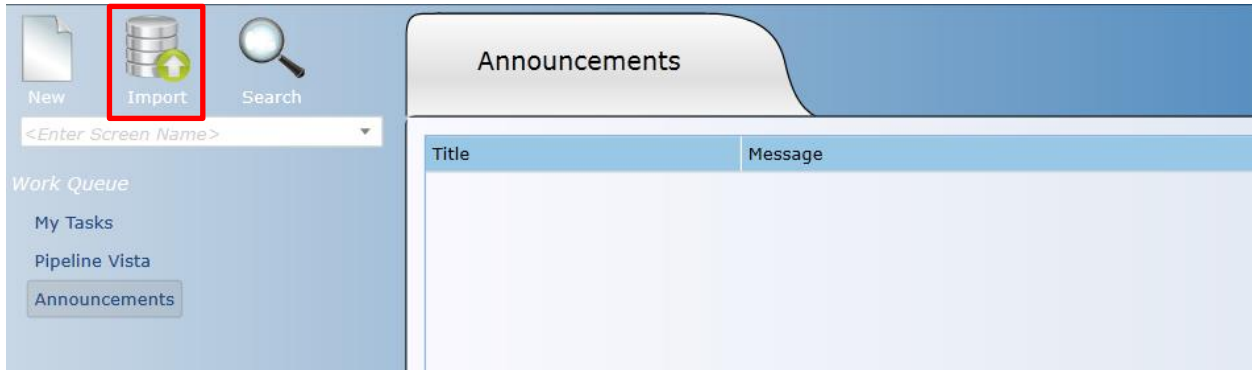 New Import Search
<Enter Screen Name>
Work Queue
My Tasks
Pipeline Vista
Announcements
Announcements
Title Message